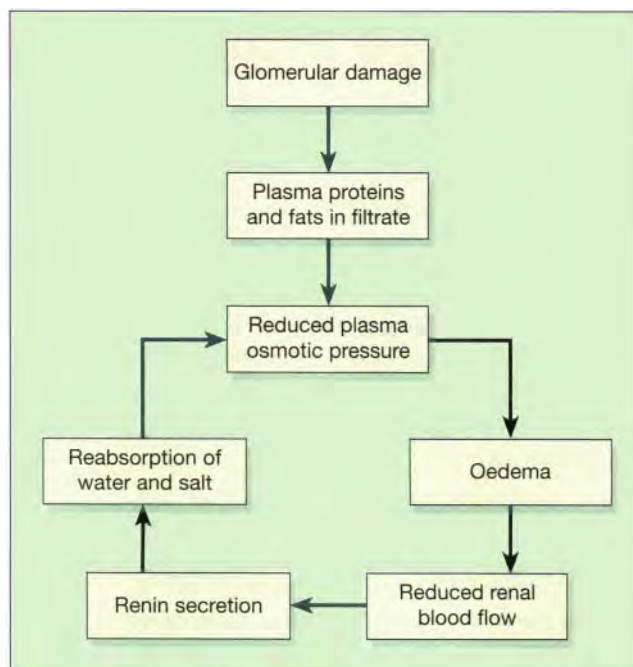 Glomerular damage
Plasma proteins
and fats in filtrate
Reduced plasma
osmotic pressure
Oedema
Reduced renal
blood flow
Renin secretion
Reabsorption of
water and salt